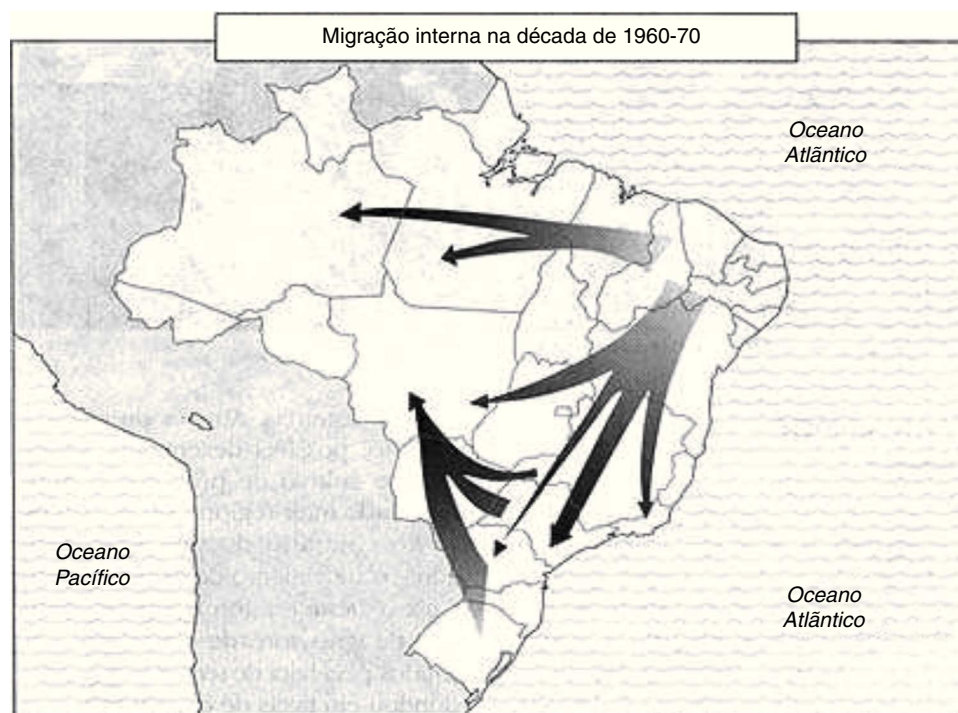 Migração interna na década de 1960-70
Oceano
Atlãntico
Oceano
Pacífico
Oceano
Atlãntico